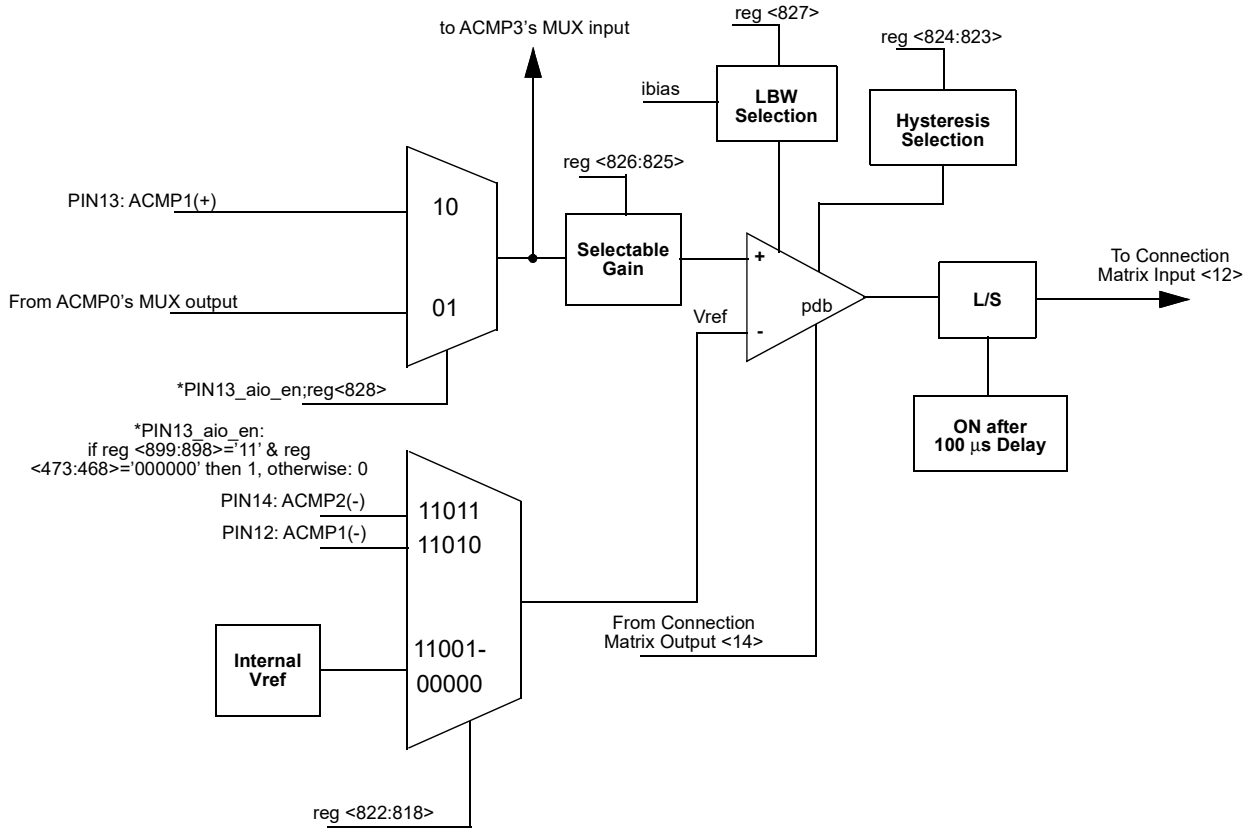 reg <827>
to ACMP3's MUX input
reg <824:823>
ibias
LBW
Selection
Hysteresis
Selection
reg <826:825>
PIN13: ACMP1(+)
10
Selectable
Gain
+
To Connection
Matrix Input <12>
From ACMP0's MUX output
01
Vref
-
pdb
L/S
*PIN13_aio_en;reg<828>
*PIN13_aio_en:
if reg <899:898>='11' & reg
<473:468>='000000' then 1, otherwise: 0
ON after
100 μs Delay
PIN14: ACMP2(-)
11011
PIN12: ACMP1(-)
11010
From Connection
Matrix Output <14>
Internal
Vref
11001-
00000
reg <822:818>